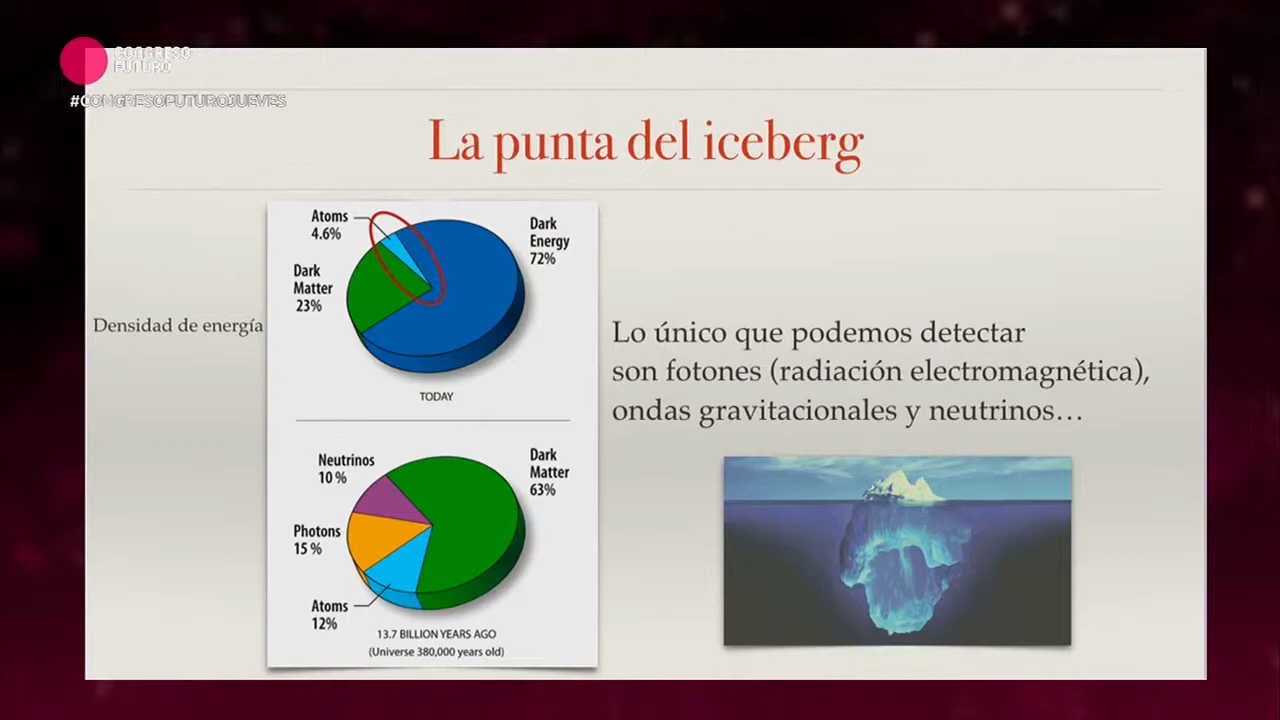 CONGRESO
FUTURO
#CONGRESOFUTUROJUEVES
La punta del iceberg
Densidad de energía
Atoms
4.6%
Dark
Energy
72%
Dark
Matter
23%
TODAY
Neutrinos
10 %
Dark
Matter
63%
Photons
15 %
Atoms
12%
13.7 BILLION YEARS AGO
(Universe 380,000 years old)
Lo único que podemos detectar
son fotones (radiación electromagnética),
ondas gravitacionales y neutrinos…